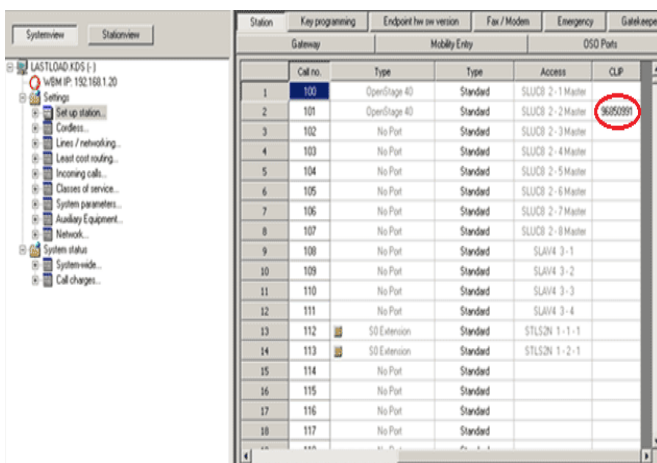 Systemview Stationview
LASTLOAD.KDS (-)
WBM IP: 192.168.1.20
Settings
Set up station...
Cordless...
Lines / networking...
Least cost routing...
Incoming calls...
Classes of service...
System parameters...
Auxiliary Equipment...
Network...
System status
System-wide...
Call charges...
Station Key programming Endpoint hw sw version Fax / Modem Emergency Gatekeepe
Gateway Mobility Entry OSO Ports
Call no. Type Type Access CLIP
1 100 OpenStage 40 Standard SLUC8 2 - 1 Master
2 101 OpenStage 40 Standard SLUC8 2 - 2 Master 96850991
3 102 No Port Standard SLUC8 2 - 3 Master
4 103 No Port Standard SLUC8 2 - 4 Master
5 104 No Port Standard SLUC8 2 - 5 Master
6 105 No Port Standard SLUC8 2 - 6 Master
7 106 No Port Standard SLUC8 2 - 7 Master
8 107 No Port Standard SLUC8 2 - 8 Master
9 108 No Port Standard SLAV4 3 - 1
10 109 No Port Standard SLAV4 3 - 2
11 110 No Port Standard SLAV4 3 - 3
12 111 No Port Standard SLAV4 3 - 4
13 112 S0 Extension Standard STLS2N 1 - 1 - 1
14 113 S0 Extension Standard STLS2N 1 - 2 - 1
15 114 No Port Standard
16 115 No Port Standard
17 116 No Port Standard
18 117 No Port Standard